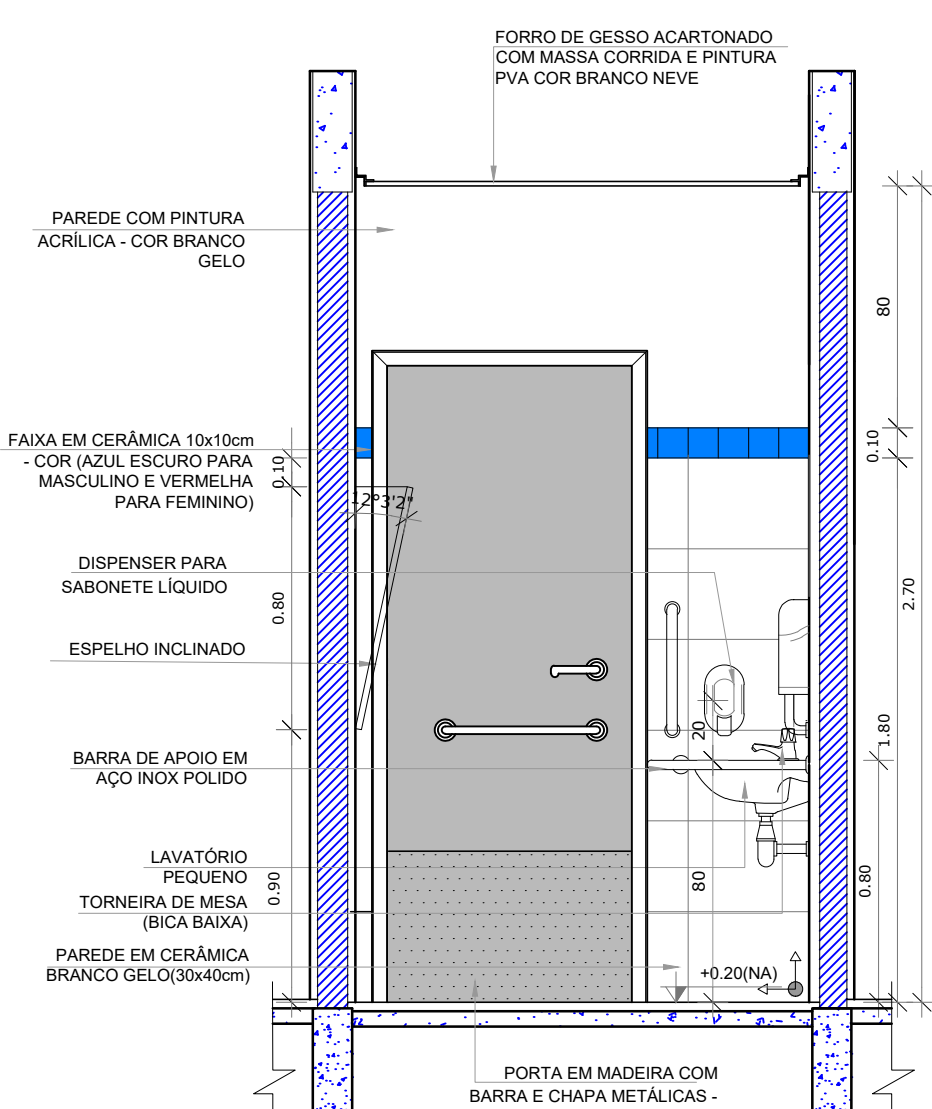 FORRO DE GESSO ACARTONADO
COM MASSA CORRIDA E PINTURA
PVA COR BRANCO NEVE
PAREDE COM PINTURA
ACRÍLICA - COR BRANCO
GELO
80
FAIXA EM CERÂMICA 10x10cm
- COR (AZUL ESCURO PARA
MASCULINO E VERMELHA
PARA FEMININO)
0.10
0.10
12°3'2"
DISPENSER PARA
SABONETE LÍQUIDO
0.80
2.70
ESPELHO INCLINADO
20
1.80
BARRA DE APOIO EM
AÇO INOX POLIDO
LAVATÓRIO
PEQUENO
0.90
80
0.80
TORNEIRA DE MESA
(BICA BAIXA)
PAREDE EM CERÂMICA
BRANCO GELO(30x40cm)
+0.20(NA)
PORTA EM MADEIRA COM
BARRA E CHAPA METÁLICAS -